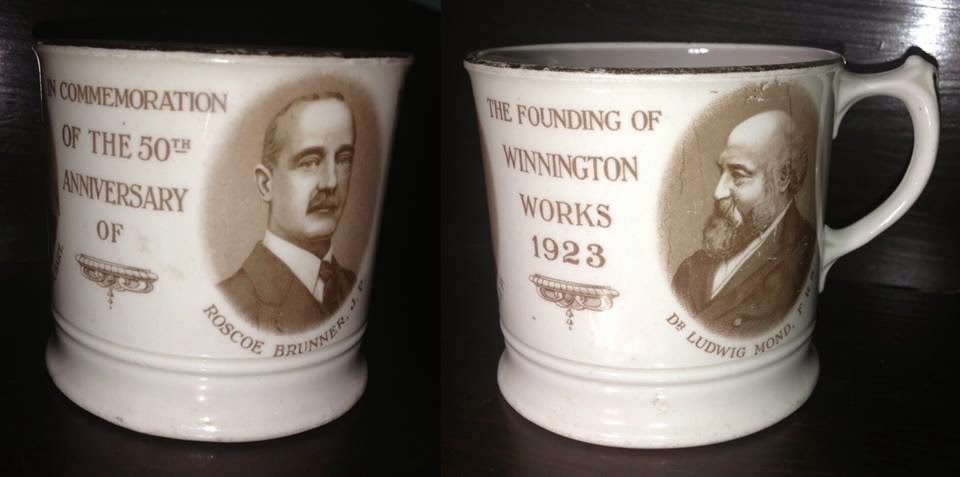 IN COMMEMORATION
OF THE 50TH
ANNIVERSARY
OF
ROSCOE BRUNNER, J. P.
THE FOUNDING OF
WINNINGTON
WORKS
1923
DR LUDWIG MOND, F.